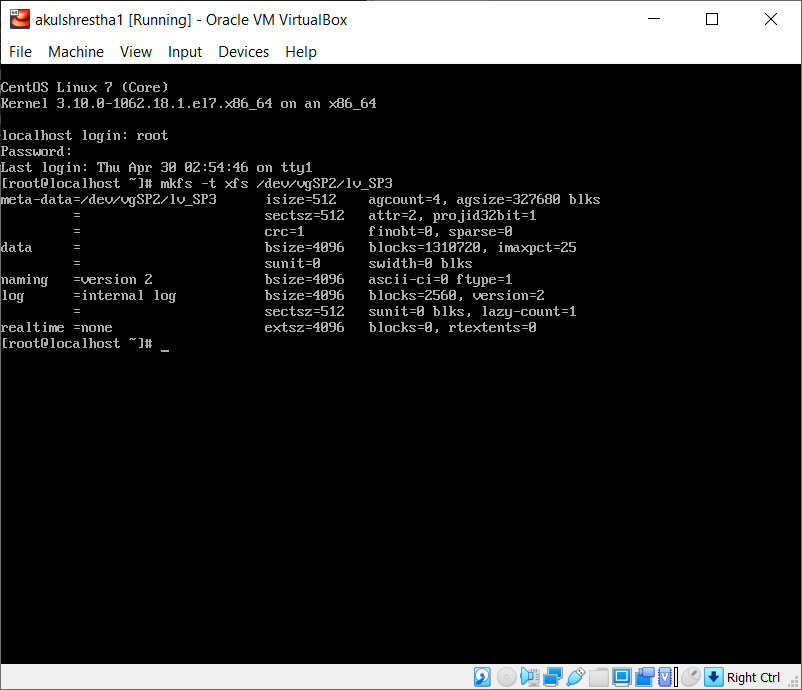 akulshrestha1 [Running] - Oracle VM VirtualBox
File Machine View Input Devices Help
CentOS Linux 7 (Core)
Kernel 3.10.0-1062.18.1.el7.x86_64 on an x86_64
localhost login: root
Password:
Last login: Thu Apr 30 02:54:46 on tty1
[root@localhost ~]# mkfs -t xfs /dev/vgSP2/lv_SP3
meta-data=/dev/vgSP2/lv_SP3      isize=512    agcount=4, agsize=327680 blks
         =                       sectsz=512   attr=2, projid32bit=1
         =                       crc=1        finobt=0, sparse=0
data     =                       bsize=4096   blocks=1310720, imaxpct=25
         =                       sunit=0      swidth=0 blks
naming   =version 2              bsize=4096   ascii-ci=0 ftype=1
log      =internal log           bsize=4096   blocks=2560, version=2
         =                       sectsz=512   sunit=0 blks, lazy-count=1
realtime =none                   extsz=4096   blocks=0, rtextents=0
[root@localhost ~]# _
Right Ctrl